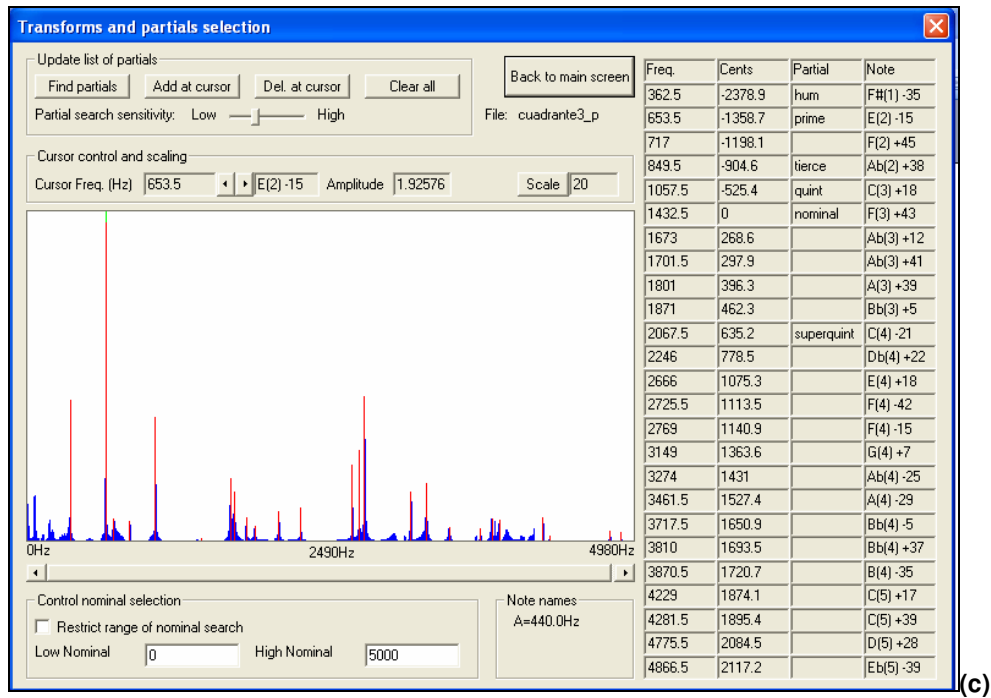 Transforms and partials selection
Update list of partials
Find partials Add at cursor Del. at cursor Clear all
Partial search sensitivity: Low High
Back to main screen
File: cuadrante3_p
Cursor control and scaling
Cursor Freq. (Hz) 653.5 E(2) -15 Amplitude 1.92576 Scale 20
0Hz 2490Hz 4980Hz
Control nominal selection
Restrict range of nominal search
Low Nominal 0 High Nominal 5000
Note names
A=440.0Hz
Freq. Cents Partial Note
362.5 -2378.9 hum F#(1) -35
653.5 -1358.7 prime E(2) -15
717 -1198.1 F(2) +45
849.5 -904.6 tierce Ab(2) +38
1057.5 -525.4 quint C(3) +18
1432.5 0 nominal F(3) +43
1673 268.6 Ab(3) +12
1701.5 297.9 Ab(3) +41
1801 396.3 A(3) +39
1871 462.3 Bb(3) +5
2067.5 635.2 superquint C(4) -21
2246 778.5 Db(4) +22
2666 1075.3 E(4) +18
2725.5 1113.5 F(4) -42
2769 1140.9 F(4) -15
3149 1363.6 G(4) +7
3274 1431 Ab(4) -25
3461.5 1527.4 A(4) -29
3717.5 1650.9 Bb(4) -5
3810 1693.5 Bb(4) +37
3870.5 1720.7 B(4) -35
4229 1874.1 C(5) +17
4281.5 1895.4 C(5) +39
4775.5 2084.5 D(5) +28
4866.5 2117.2 Eb(5) -39
(c)